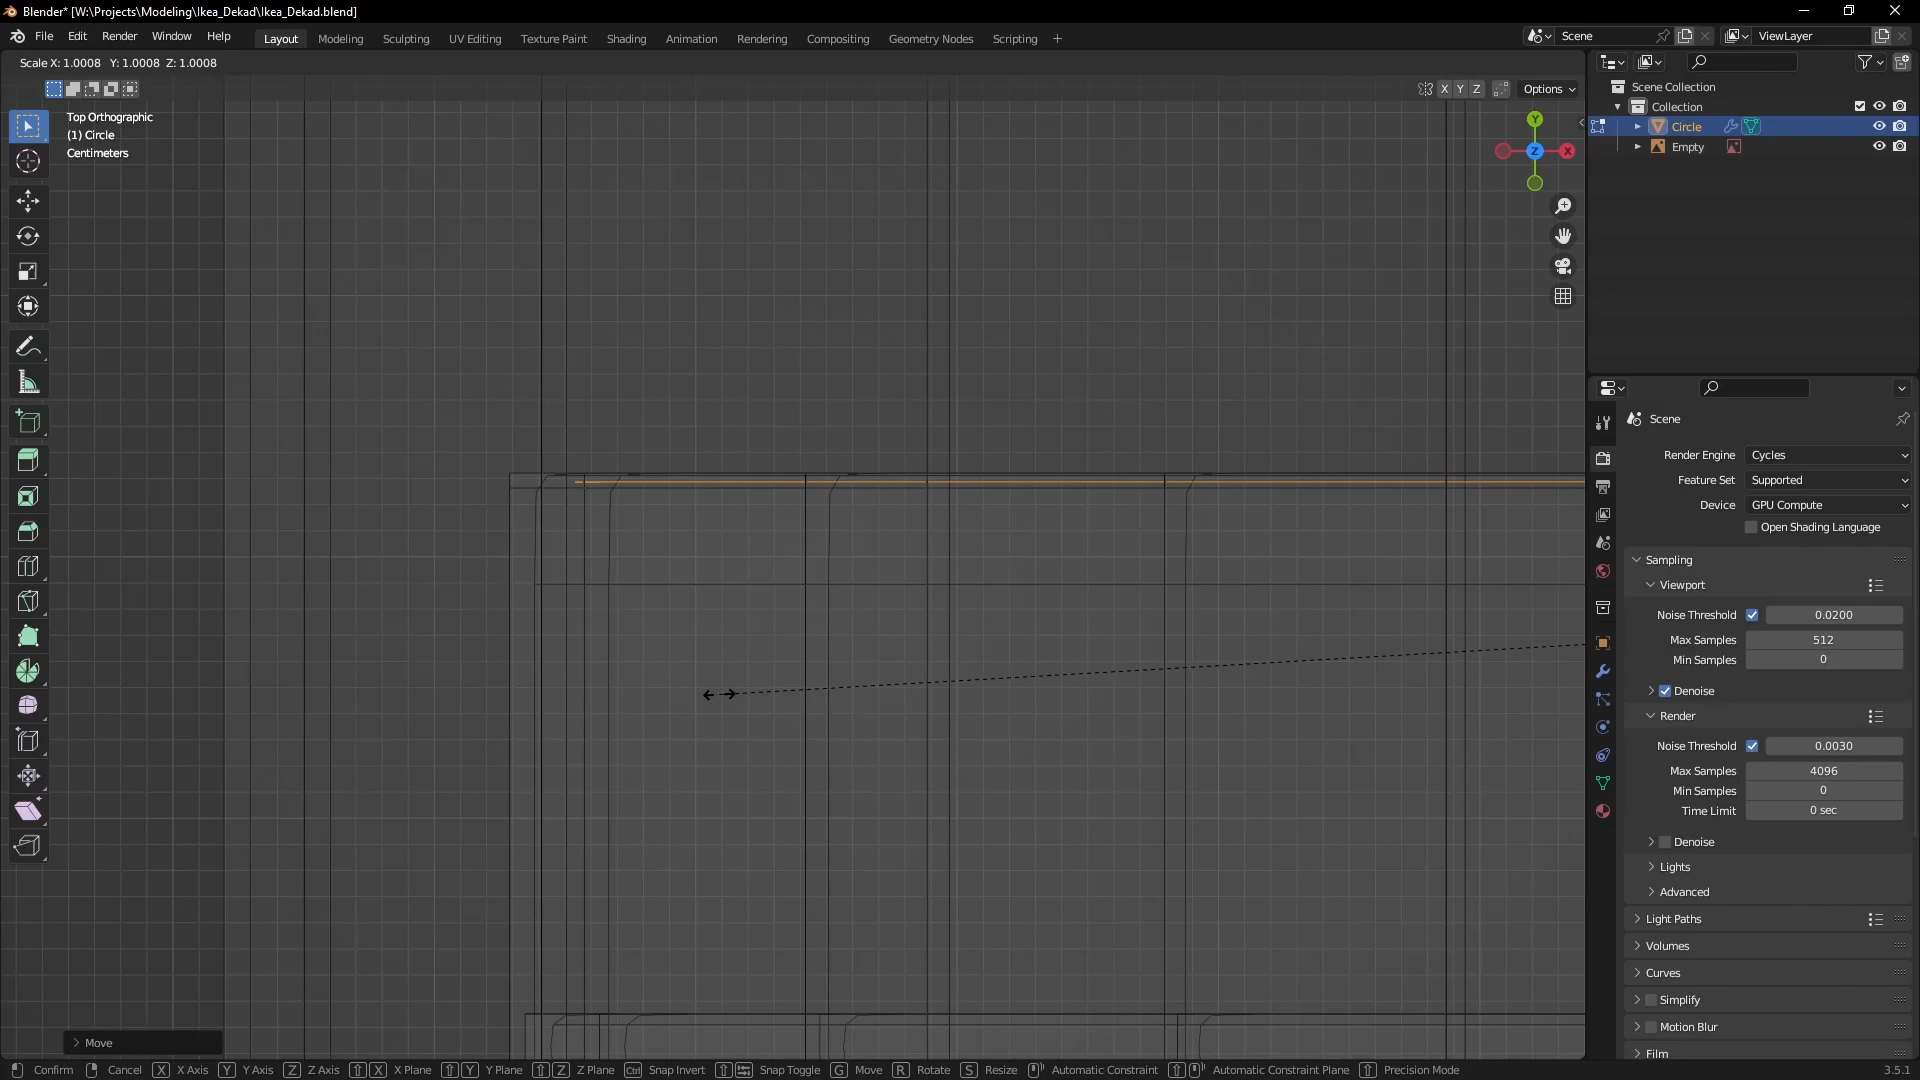 Blender* [W:\Projects\Modeling\Ikea_Dekad\Ikea_Dekad.blend]
File Edit Render Window Help Layout Modeling Sculpting UV Editing Texture Paint Shading Animation Rendering Compositing Geometry Nodes Scripting +
Scene ViewLayer
Scale X: 1.0008 Y: 1.0008 Z: 1.0008
X Y Z Options
Top Orthographic
(1) Circle
Centimeters
Y
Z X
Scene Collection
Collection
Circle
Empty
Scene
Render Engine Cycles
Feature Set Supported
Device GPU Compute
Open Shading Language
Sampling
Viewport
Noise Threshold 0.0200
Max Samples 512
Min Samples 0
Denoise
Render
Noise Threshold 0.0030
Max Samples 4096
Min Samples 0
Time Limit 0 sec
Denoise
Lights
Advanced
Light Paths
Volumes
Curves
Simplify
Motion Blur
Film
Move
Confirm Cancel X X Axis Y Y Axis Z Z Axis X X Plane Y Y Plane Z Z Plane Ctrl Snap Invert Snap Toggle G Move R Rotate S Resize Automatic Constraint Automatic Constraint Plane Precision Mode 3.5.1